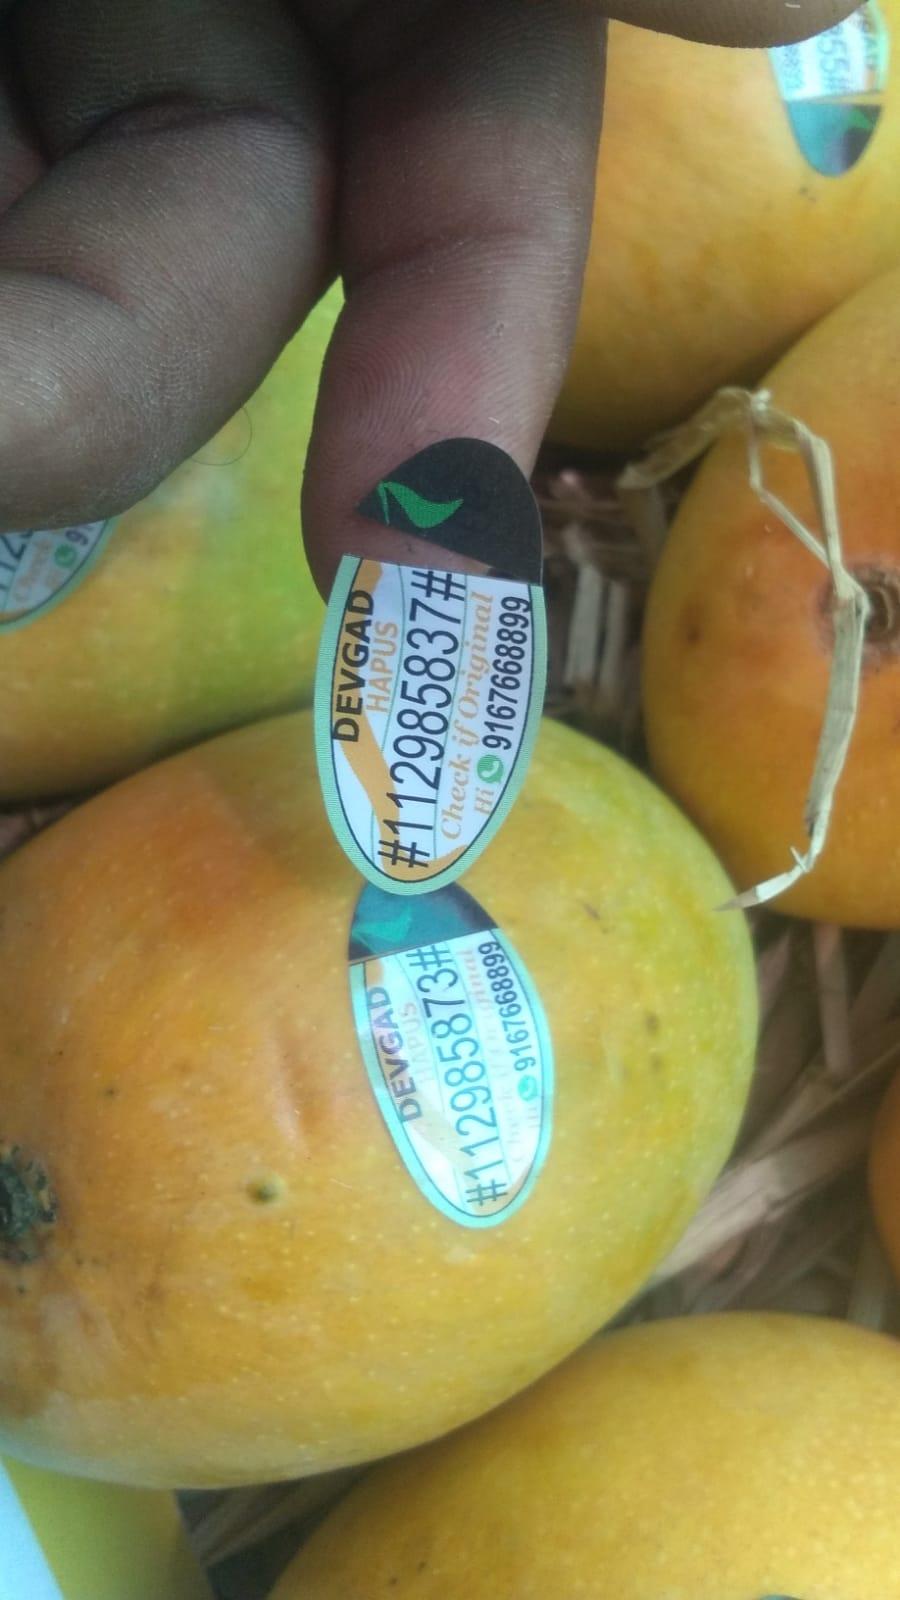 DEVGAD
HAPUS
#112985837#
Check if Original
Hi 9167668899
DEVGAD
HAPUS
#112985873#
9167668899